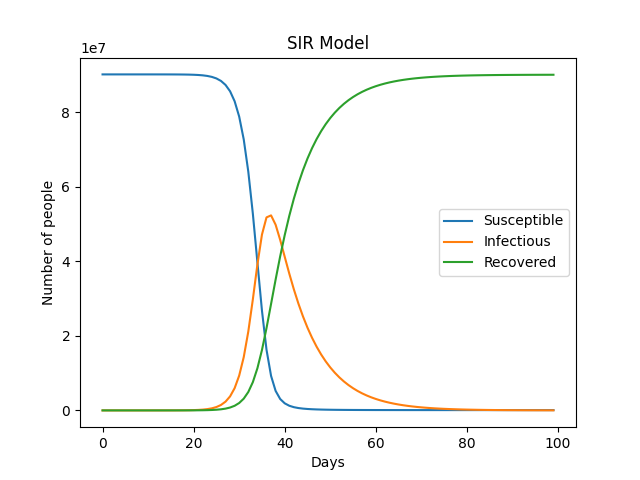 SIR Model
1e7
8
6
4
2
0
Number of people
Susceptible
Infectious
Recovered
0 20 40 60 80 100
Days